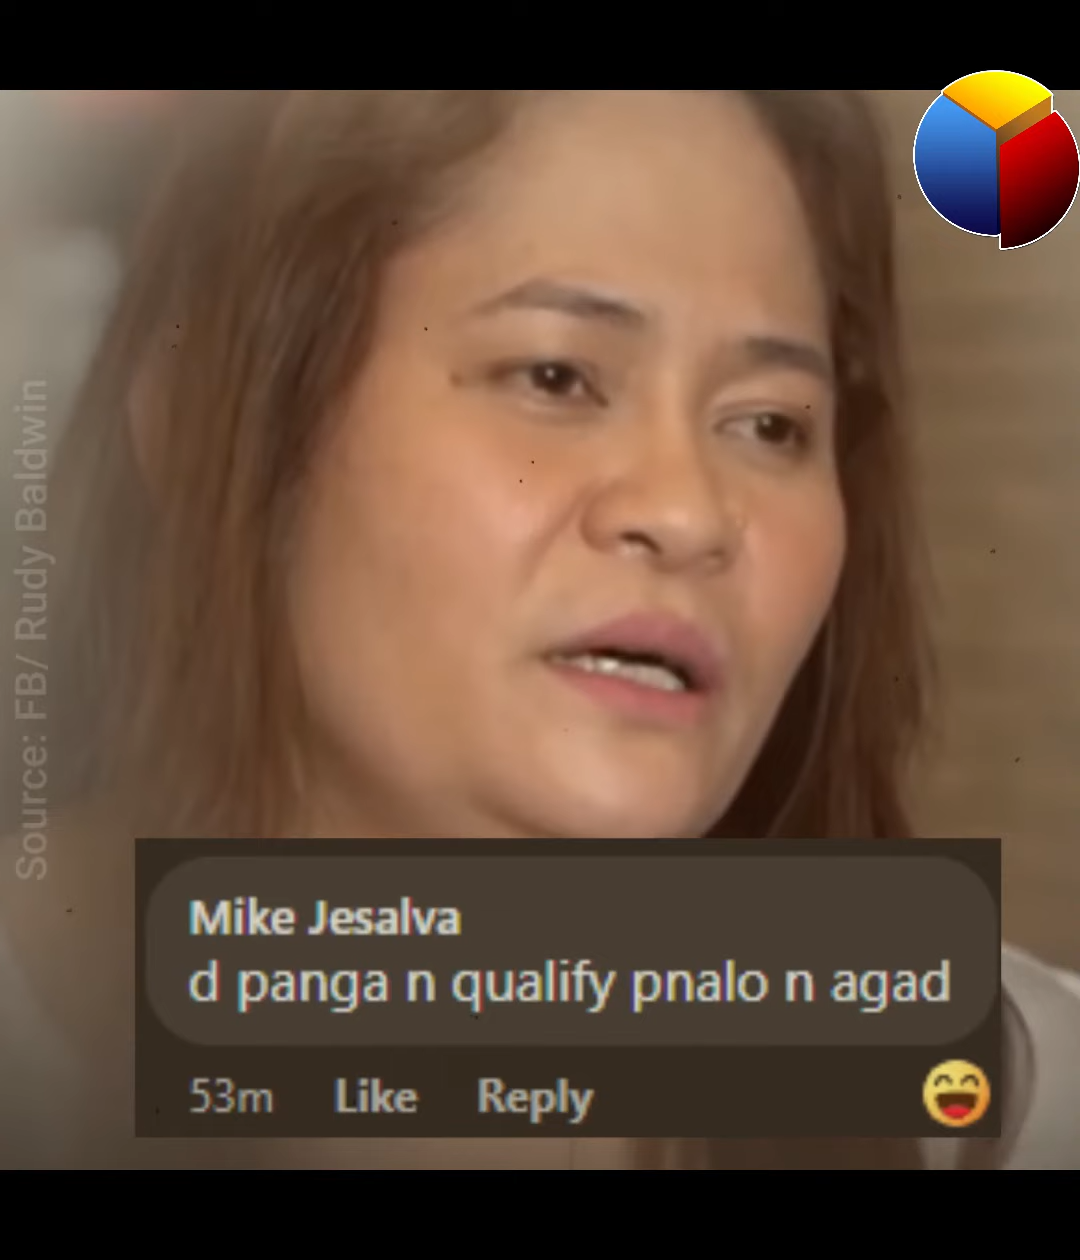 Source: FB/ Rudy Baldwin
Mike Jesalva
d panga n qualify pnalo n agad
53m Like Reply